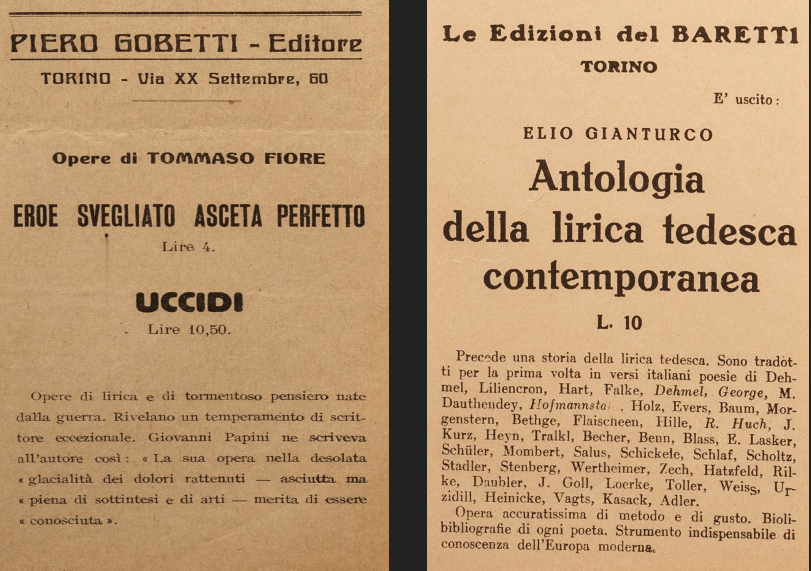 PIERO GOBETTI - Editore
TORINO - Via XX Settembre, 60
Opere di TOMMASO FIORE
EROE SVEGLIATO ASCETA PERFETTO
Lire 4.
UCCIDI
Lire 10,50.
Opere di lirica e di tormentoso pensiero nate
dalla guerra. Rivelano un temperamento di scrit-
tore eccezionale. Giovanni Papini ne scriveva
all'autore così: « La sua opera nella desolata
« glacialità dei dolori rattenuti — asciutta ma
« piena di sottintesi e di arti — merita di essere
« conosciuta ».
Le Edizioni del BARETTI
TORINO
E' uscito:
ELIO GIANTURCO
Antologia
della lirica tedesca
contemporanea
L. 10
Precede una storia della lirica tedesca. Sono tradot-
ti per la prima volta in versi italiani poesie di Deh-
mel, Liliencron, Hart, Falke, Dehmel, George, M.
Dauthendey, , Holz, Evers, Baum, Mor-
genstern, Bethge, Flaischen, Hille, R. Huch, J.
Kurz, Heyn, Tralkl, Becher, Benn, Blass, E. Lasker,
Schüler, Mombert, Salus, Schickele, Schlaf, Scholtz,
Stadler, Stenberg, Wertheimer, Zech, Hatzfeld, Ril-
ke, Daubler, J. Goll, Loerke, Toller, Weiss, Ur-
zidill, Heinicke, Vagts, Kasack, Adler.
Opera accuratissima di metodo e di gusto. Bioli-
bibliografie di ogni poeta. Strumento indispensabile di
conoscenza dell'Europa moderna.